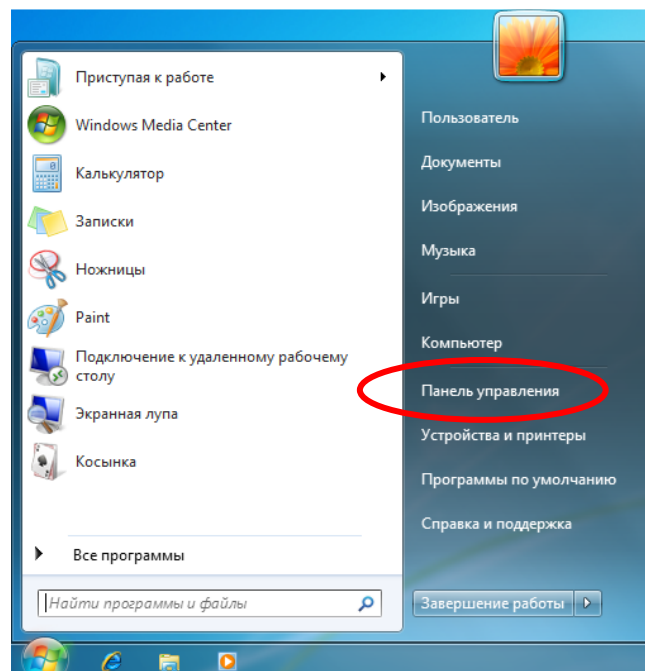 Приступая к работе
Windows Media Center
Калькулятор
Записки
Ножницы
Paint
Подключение к удаленному рабочему
столу
Экранная лупа
Косынка
Все программы
Найти программы и файлы
Пользователь
Документы
Изображения
Музыка
Игры
Компьютер
Панель управления
Устройства и принтеры
Программы по умолчанию
Справка и поддержка
Завершение работы